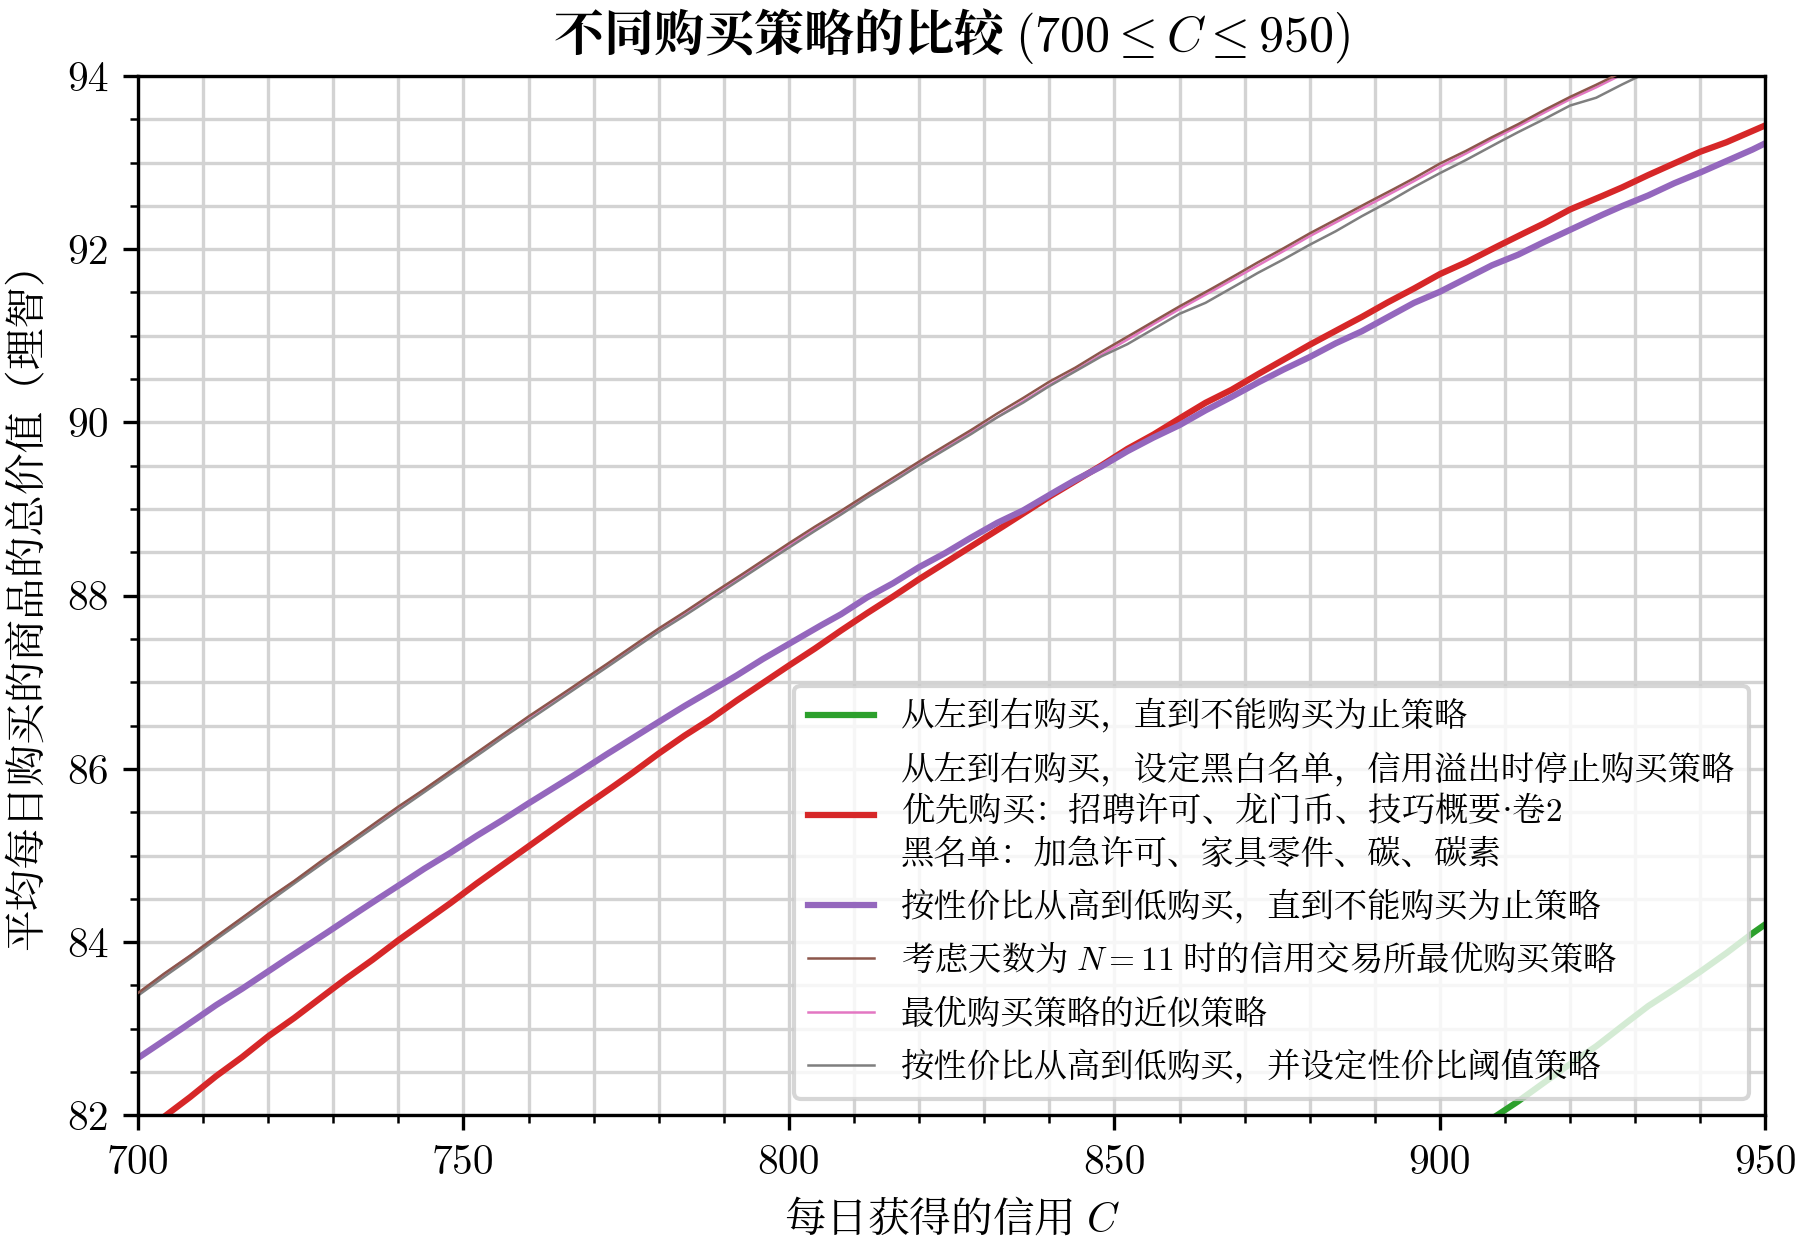 不同购买策略的比较 (700 ≤ C ≤ 950)
平均每日购买的商品的总价值（理智）
94
92
90
88
86
84
82
从左到右购买，直到不能购买为止策略
从左到右购买，设定黑白名单，信用溢出时停止购买策略
优先购买：招聘许可、龙门币、技巧概要·卷2
黑名单：加急许可、家具零件、碳、碳素
按性价比从高到低购买，直到不能购买为止策略
考虑天数为 N = 11 时的信用交易所最优购买策略
最优购买策略的近似策略
按性价比从高到低购买，并设定性价比阈值策略
700 750 800 850 900 950
每日获得的信用 C